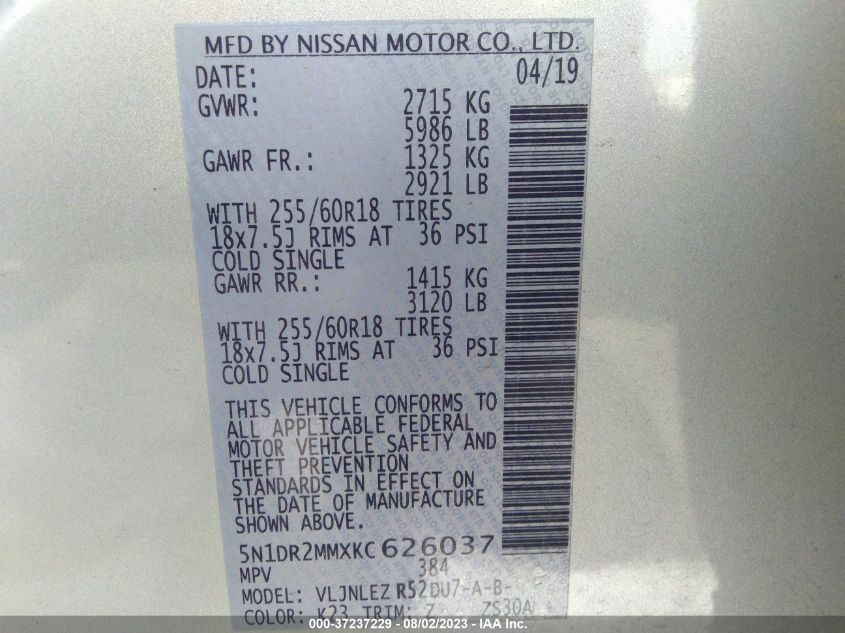 MFD BY NISSAN MOTOR CO., LTD.
DATE: 04/19
GVWR: 2715 KG
5986 LB
GAWR FR.: 1325 KG
2921 LB
WITH 255/60R18 TIRES
18x7.5J RIMS AT 36 PSI
COLD SINGLE
GAWR RR.: 1415 KG
3120 LB
WITH 255/60R18 TIRES
18x7.5J RIMS AT 36 PSI
COLD SINGLE
THIS VEHICLE CONFORMS TO
ALL APPLICABLE FEDERAL
MOTOR VEHICLE SAFETY AND
THEFT PREVENTION
STANDARDS IN EFFECT ON
THE DATE OF MANUFACTURE
SHOWN ABOVE.
5N1DR2MMXKC 626037
MPV 384
MODEL: VLJNLEZ R52DU7-A-B-
COLOR: K23 TRIM: Z ZS30A
000-37237229 - 08/02/2023 - IAA Inc.